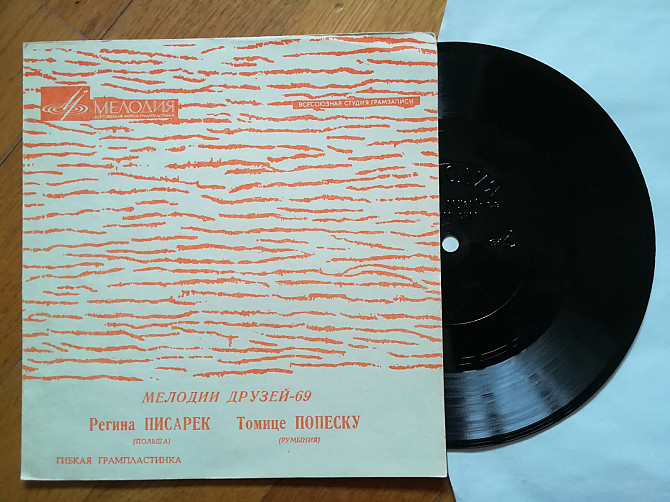 МЕЛОДИЯ
ВСЕСОЮЗНАЯ ФИРМА ГРАМПЛАСТИНОК
ВСЕСОЮЗНАЯ СТУДИЯ ГРАМЗАПИСИ
МЕЛОДИИ ДРУЗЕЙ-69
Регина ПИСАРЕК Томице ПОПЕСКУ
(ПОЛЬША) (РУМЫНИЯ)
ГИБКАЯ ГРАМПЛАСТИНКА